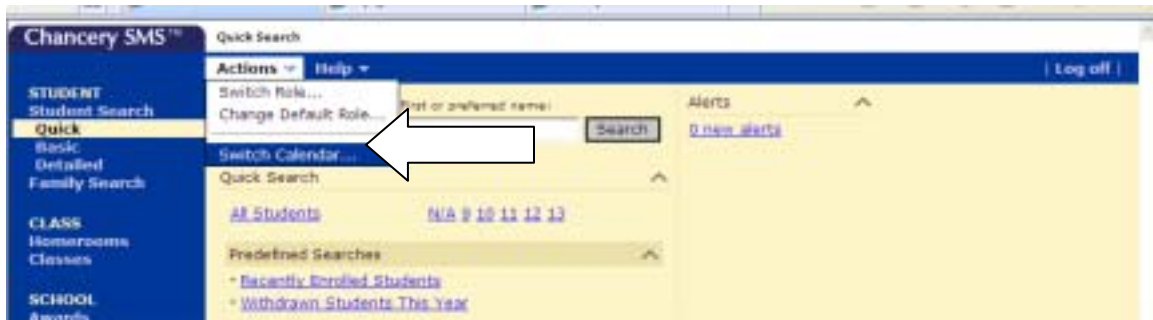 Chancery SMS™
Quick Search
Actions Help
| Log off |
STUDENT
Student Search
Quick
Basic
Detailed
Family Search
CLASS
Homerooms
Classes
SCHOOL
Awards
Switch Role...
Change Default Role...
Switch Calendar...
First or preferred name:
Search
Quick Search
All Students N/A 9 10 11 12 13
Predefined Searches
Recently Enrolled Students
Withdrawn Students This Year
Alerts
0 new alerts